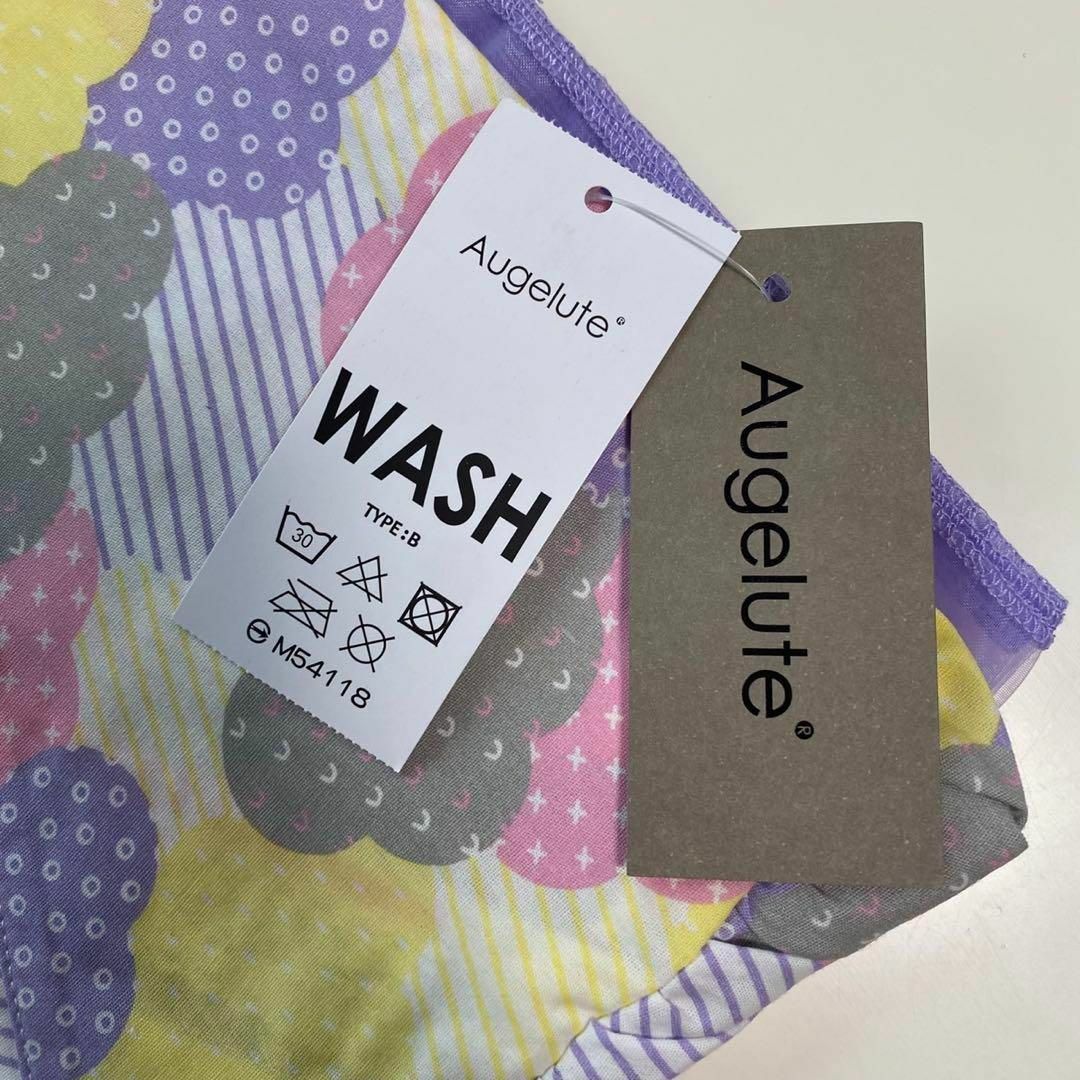 Augelute®
WASH
TYPE:B
30
M54118
Augelute®